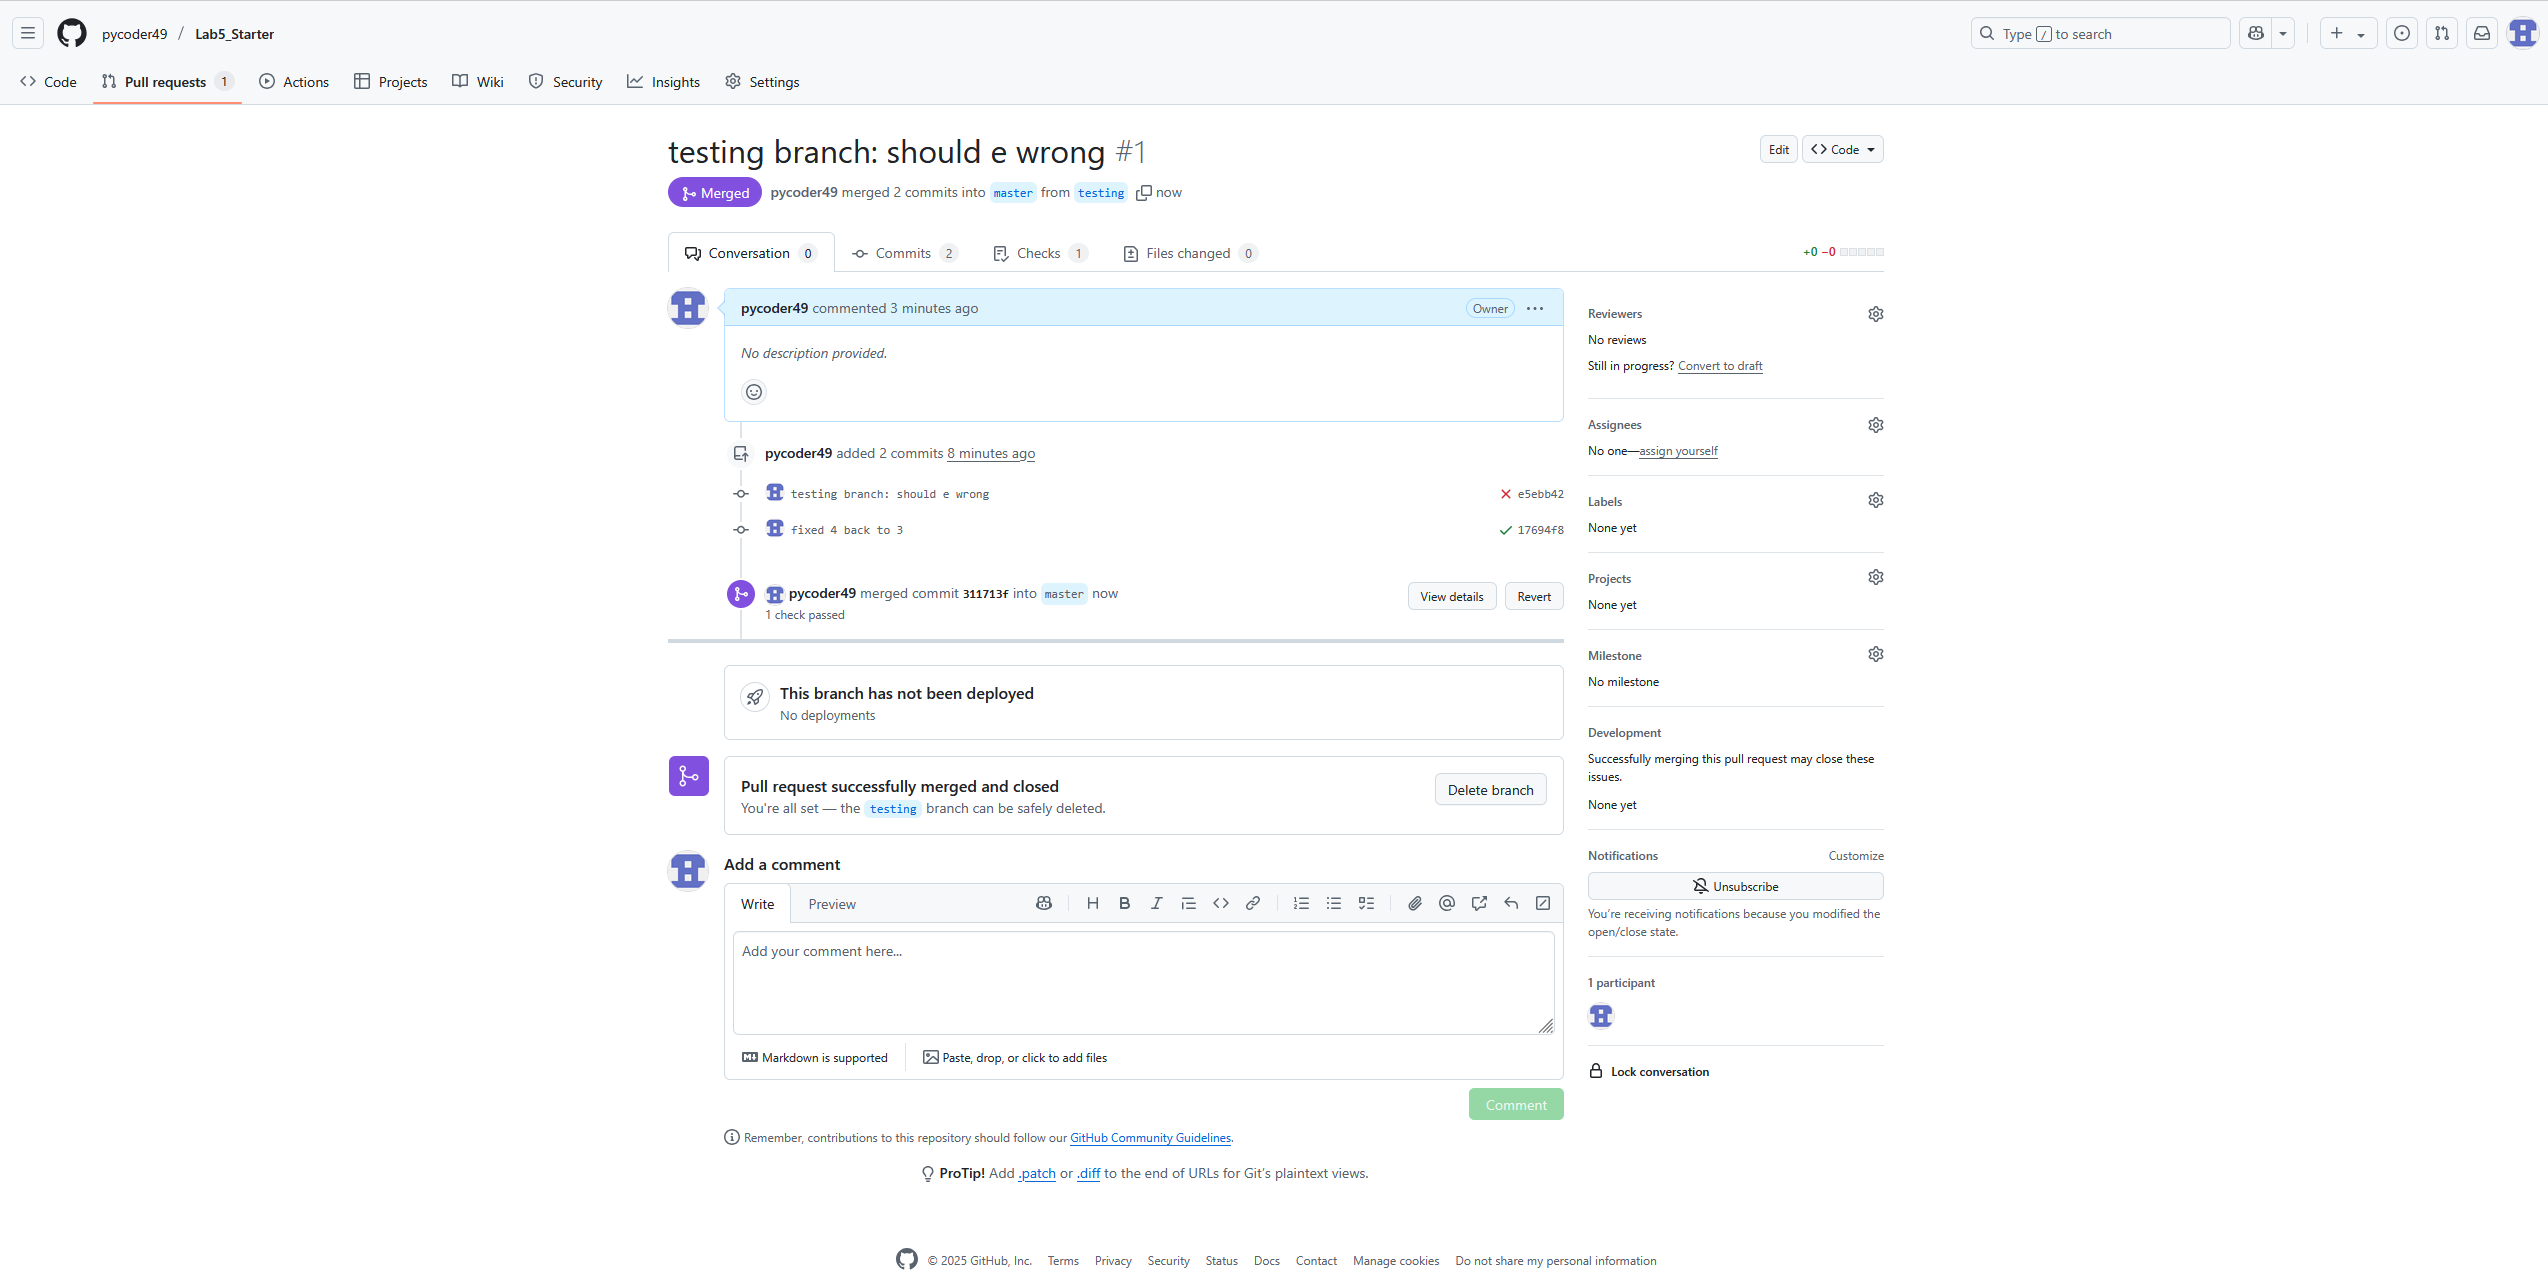 pycoder49 / Lab5_Starter
Type / to search
Code Pull requests 1 Actions Projects Wiki Security Insights Settings
testing branch: should e wrong #1
Edit Code
Merged pycoder49 merged 2 commits into master from testing now
Conversation 0 Commits 2 Checks 1 Files changed 0
+0 −0
pycoder49 commented 3 minutes ago Owner ...
No description provided.
pycoder49 added 2 commits 8 minutes ago
testing branch: should e wrong e5ebb42
fixed 4 back to 3 17694f8
pycoder49 merged commit 311713f into master now
1 check passed
View details Revert
This branch has not been deployed
No deployments
Pull request successfully merged and closed
You're all set — the testing branch can be safely deleted.
Delete branch
Add a comment
Write Preview
Add your comment here...
Markdown is supported Paste, drop, or click to add files
Comment
Remember, contributions to this repository should follow our GitHub Community Guidelines.
ProTip! Add .patch or .diff to the end of URLs for Git's plaintext views.
Reviewers
No reviews
Still in progress? Convert to draft
Assignees
No one—assign yourself
Labels
None yet
Projects
None yet
Milestone
No milestone
Development
Successfully merging this pull request may close these
issues.
None yet
Notifications Customize
Unsubscribe
You're receiving notifications because you modified the
open/close state.
1 participant
Lock conversation
© 2025 GitHub, Inc. Terms Privacy Security Status Docs Contact Manage cookies Do not share my personal information